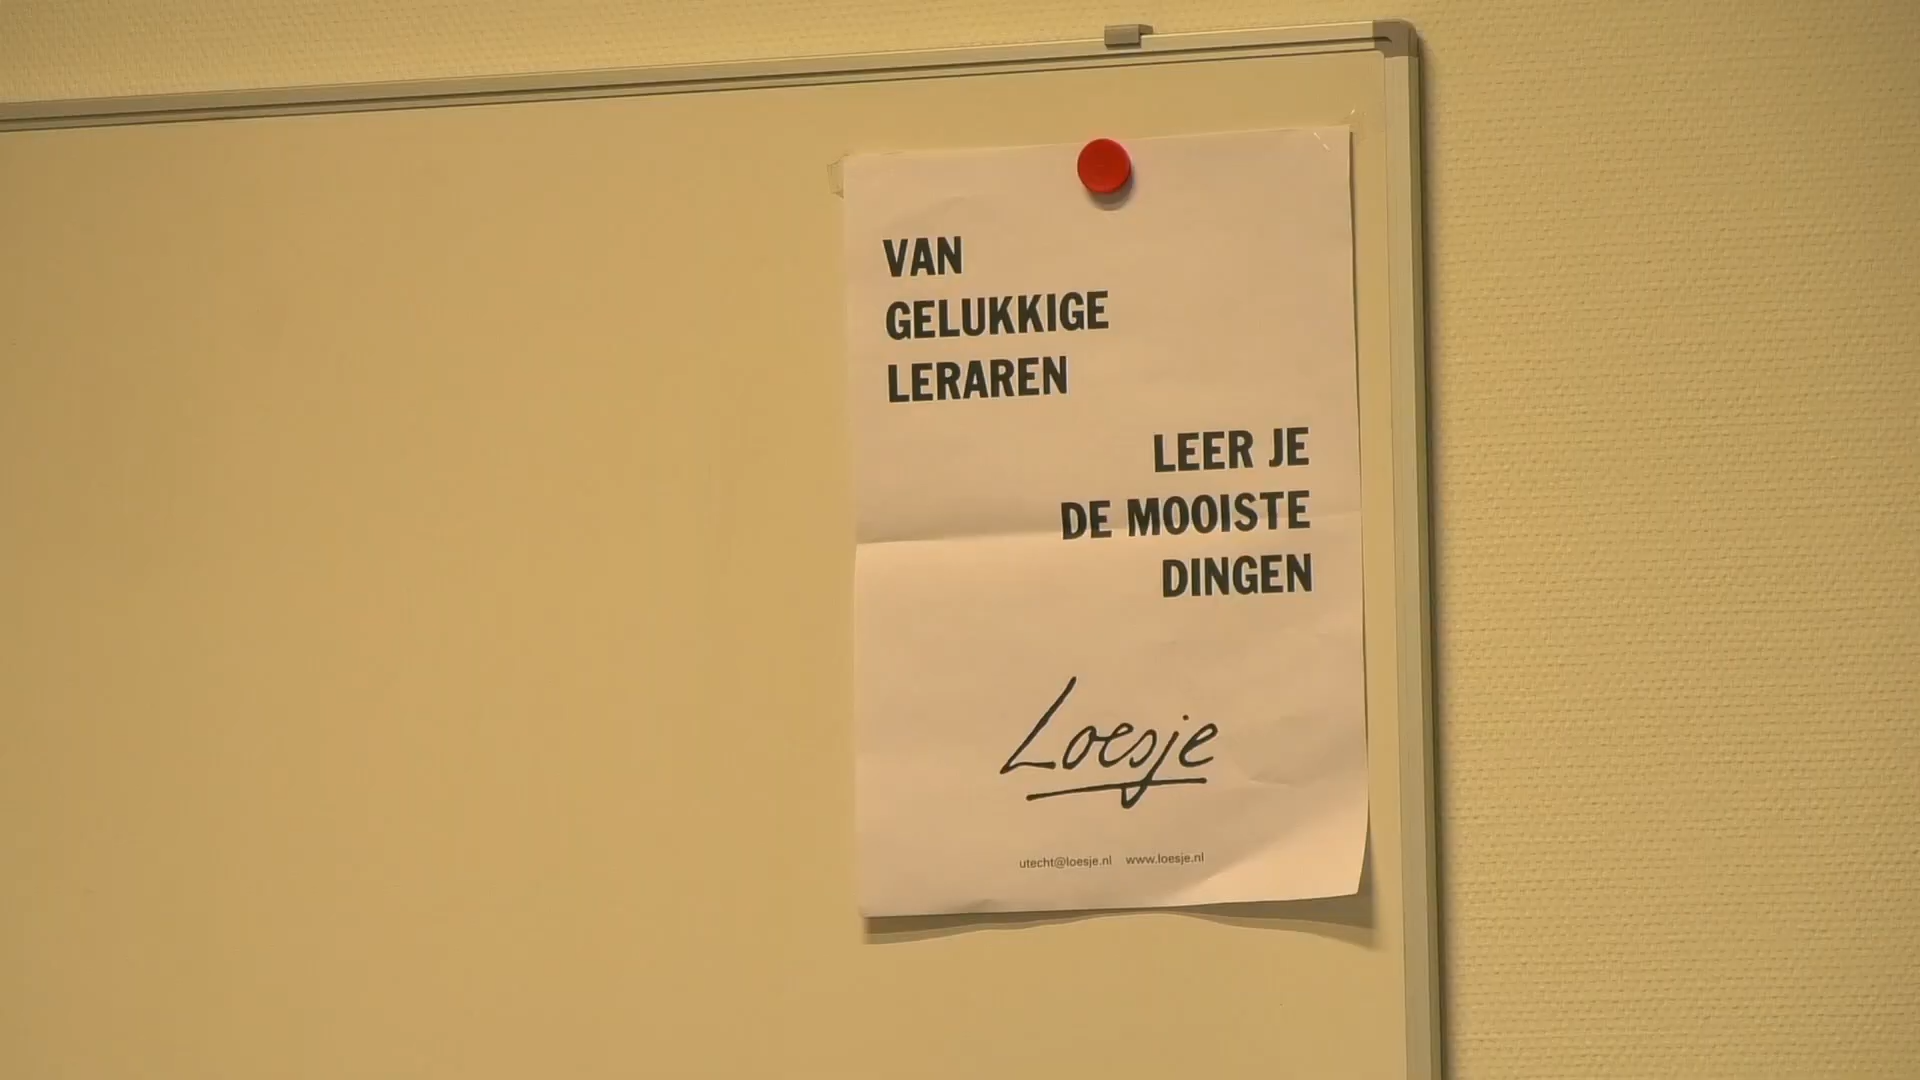 VAN
GELUKKIGE
LERAREN
LEER JE
DE MOOISTE
DINGEN
Loesje
utecht@loesje.nl www.loesje.nl